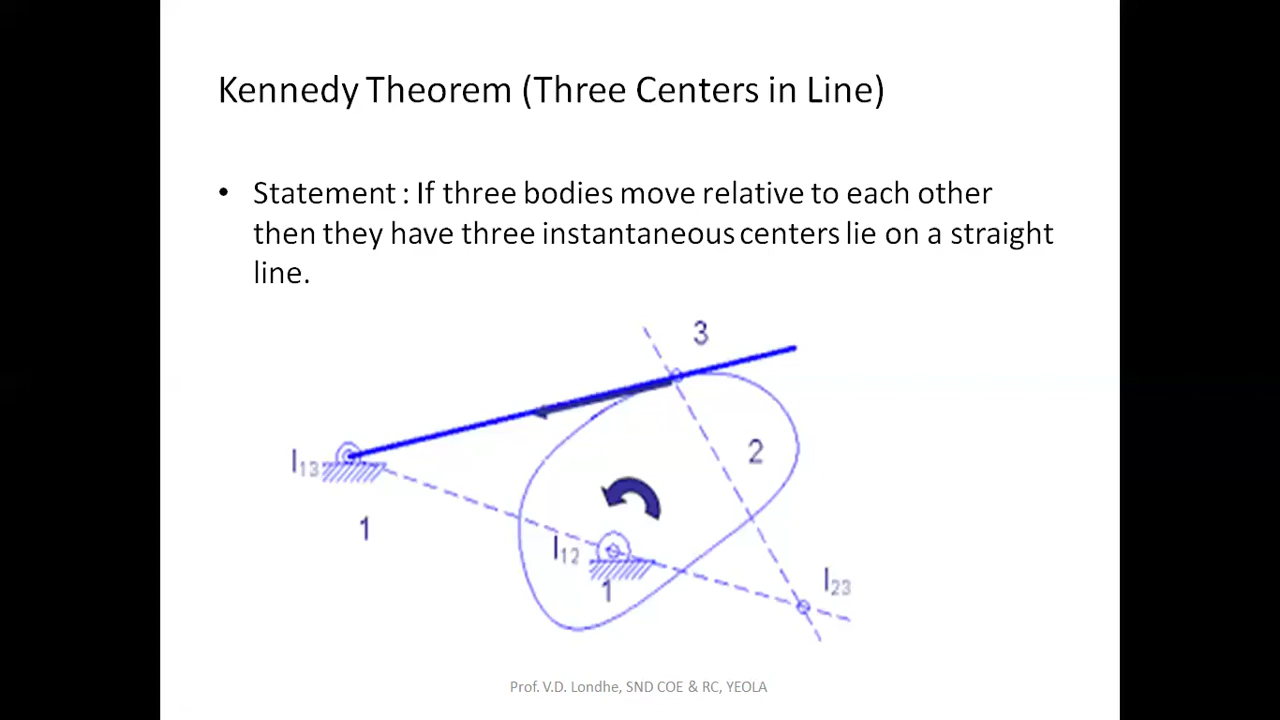 Kennedy Theorem (Three Centers in Line)
• Statement : If three bodies move relative to each other
then they have three instantaneous centers lie on a straight
line.
3
2
I13
1
I12
1
I23
Prof. V.D. Londhe, SND COE & RC, YEOLA